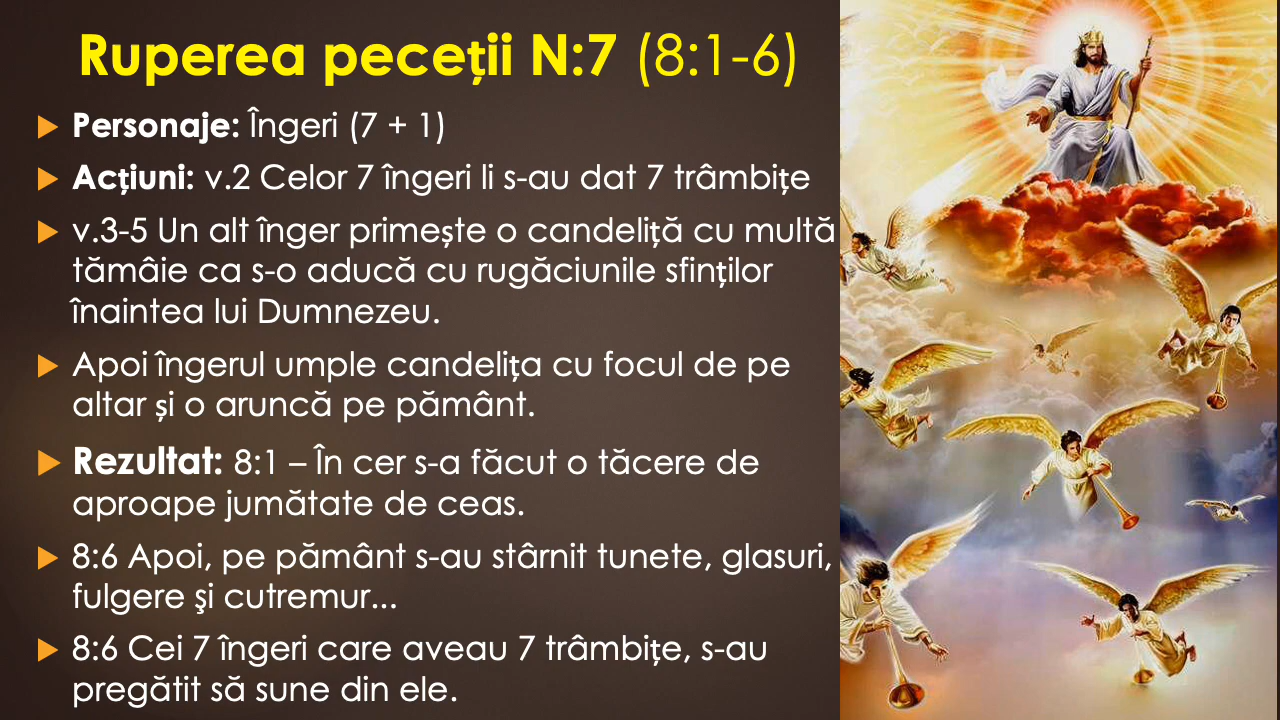 Ruperea peceții N:7 (8:1-6)
Personaje: Îngeri (7 + 1)
Acțiuni: v.2 Celor 7 îngeri li s-au dat 7 trâmbițe
v.3-5 Un alt înger primește o candeliță cu multă
tămâie ca s-o aducă cu rugăciunile sfinților
înaintea lui Dumnezeu.
Apoi îngerul umple candelița cu focul de pe
altar și o aruncă pe pământ.
Rezultat: 8:1 – În cer s-a făcut o tăcere de
aproape jumătate de ceas.
8:6 Apoi, pe pământ s-au stârnit tunete, glasuri,
fulgere şi cutremur...
8:6 Cei 7 îngeri care aveau 7 trâmbițe, s-au
pregătit să sune din ele.